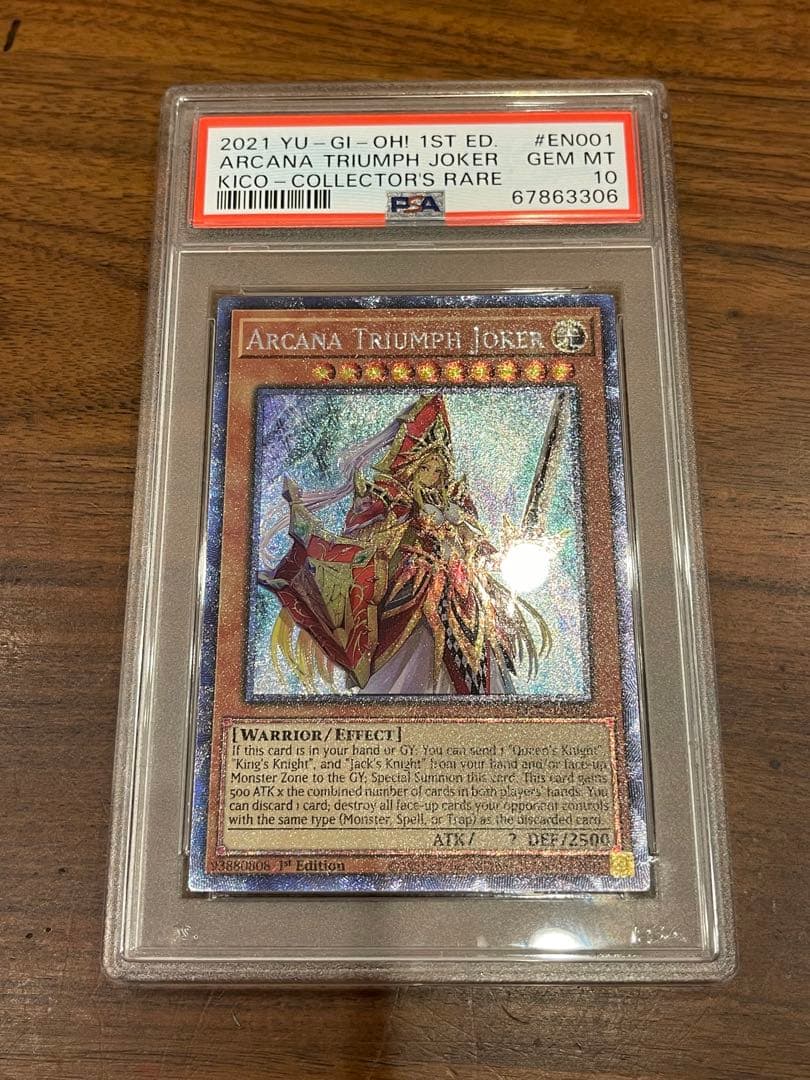 2021 YU-GI-OH! 1ST ED. #EN001
ARCANA TRIUMPH JOKER GEM MT
KICO-COLLECTOR'S RARE 10
PSA 67863306
ARCANA TRIUMPH JOKER 光
[WARRIOR/EFFECT]
If this card is in your hand or GY: You can send 1 "Queen's Knight",
"King's Knight", and "Jack's Knight" from your hand and/or face-up
Monster Zone to the GY; Special Summon this card. This card gains
500 ATK x the combined number of cards in both players' hands. You
can discard 1 card; destroy all face-up cards your opponent controls
with the same type (Monster, Spell, or Trap) as the discarded card.
ATK/ ? DEF/2500
93880808 1st Edition